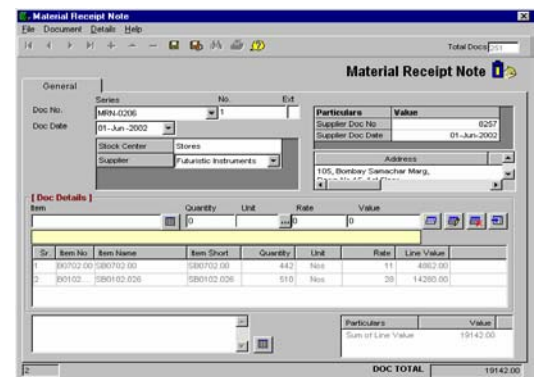 Material Receipt Note
File Document Details Help
Total Docs 251
Material Receipt Note
General
Series No. Ext
Doc No. MRN-0206 1
Doc Date 01-Jun-2002
Stock Center Stores
Supplier Futuristic Instruments
Particulars Value
Supplier Doc No 8257
Supplier Doc Date 01-Jun-2002
Address
105, Bombay Samachar Marg,
[ Doc Details ]
Item Quantity Unit Rate Value
0 ... 0 0
Sr. Item No Item Name Item Short Quantity Unit Rate Line Value
1 B0702.00 SB0702.00 SB0702.00 442 Nos 11 4862.00
2 B0102... SB0102.026 SB0102.026 510 Nos 28 14280.00
Particulars Value
Sum of Line Value 19142.00
2 DOC TOTAL 19142.00